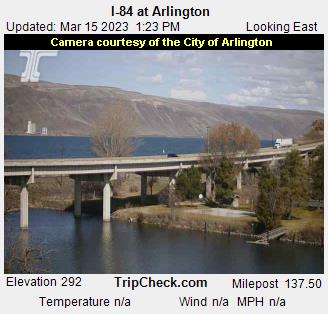 I-84 at Arlington
Updated: Mar 15 2023 1:23 PM Looking East
Camera courtesy of the City of Arlington
Elevation 292 TripCheck.com Milepost 137.50
Temperature n/a Wind n/a MPH n/a